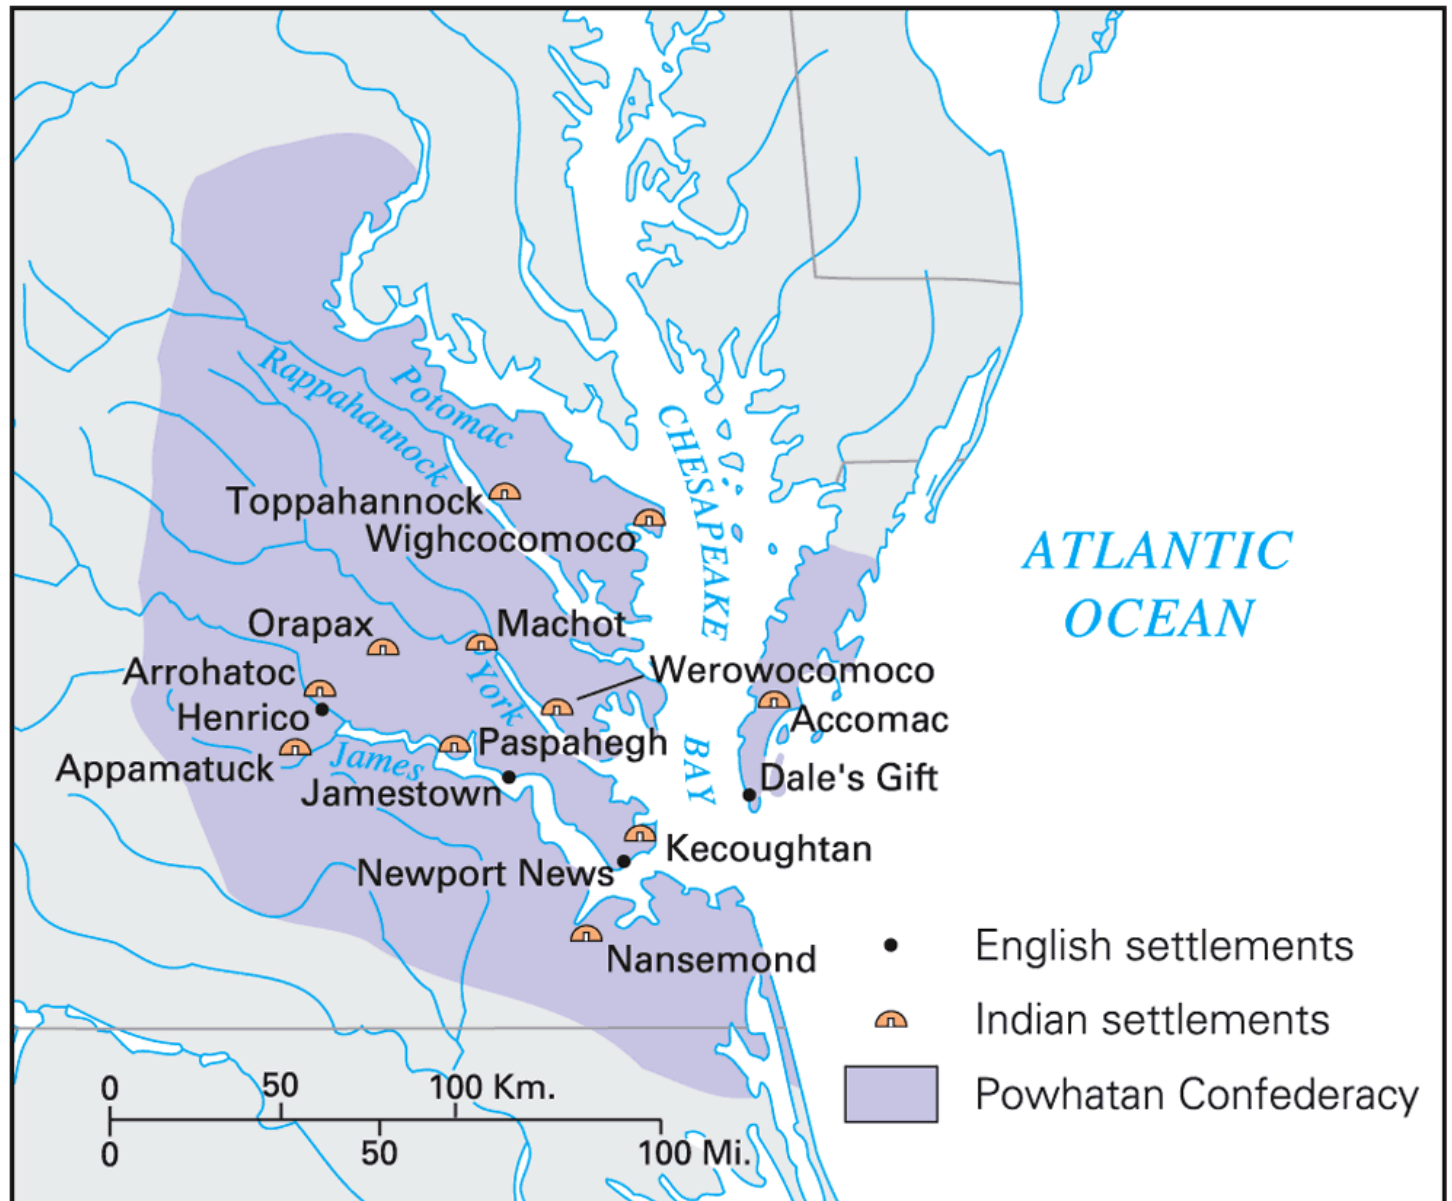 Rappahannock
Potomac
CHESAPEAKE
BAY
Toppahannock
Wighcocomoco
ATLANTIC
OCEAN
Orapax
Machot
Arrohatoc
York
Werowocomoco
Henrico
Accomac
Paspahegh
Appamatuck
James
Jamestown
Dale's Gift
Kecoughtan
Newport News
Nansemond
English settlements
Indian settlements
Powhatan Confederacy
0 50 100 Km.
0 50 100 Mi.